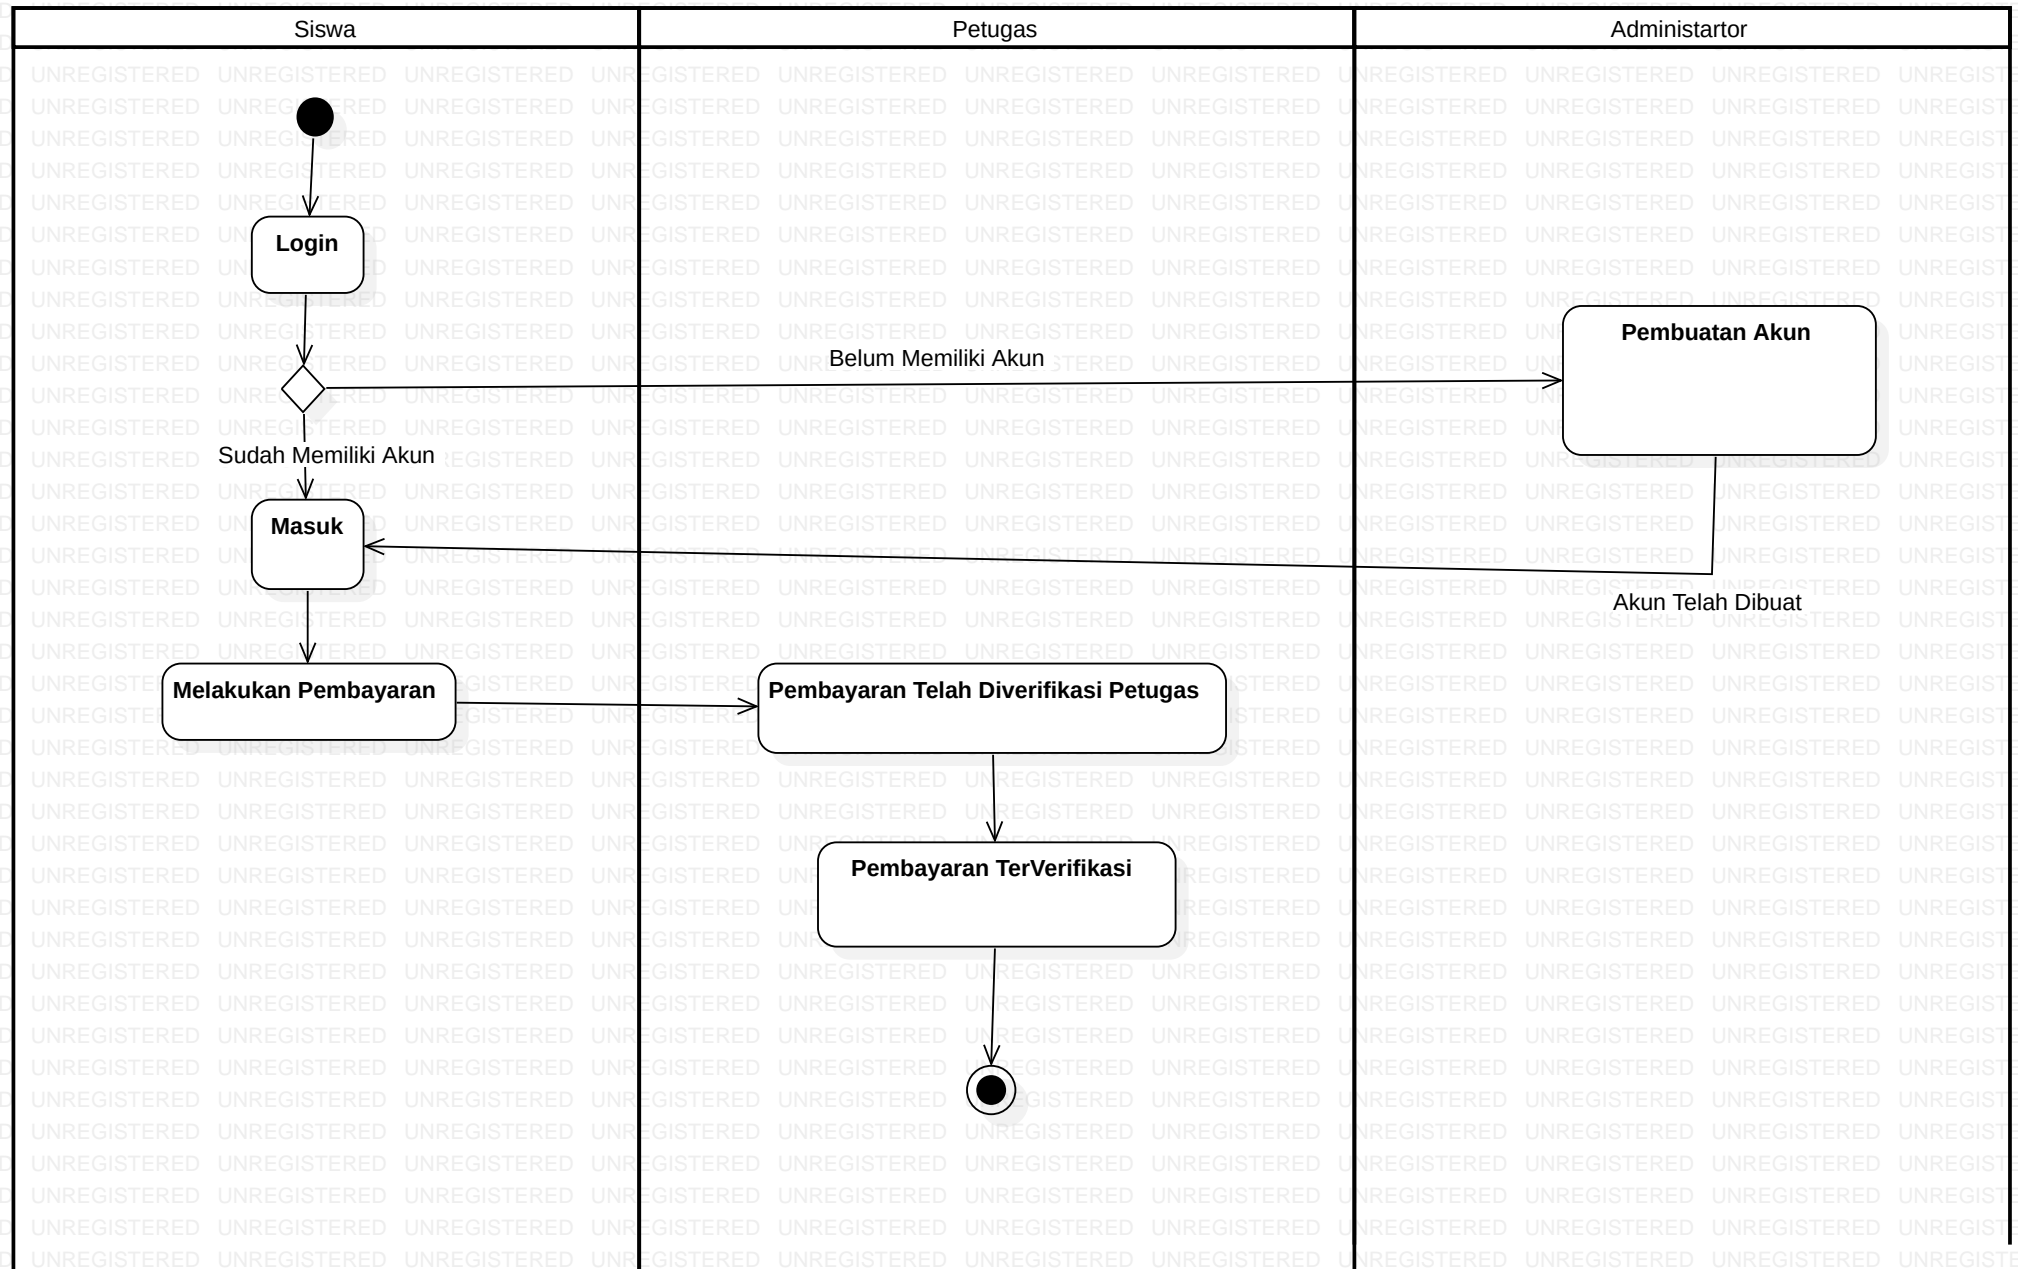 Siswa
Petugas
Administartor
Login
Pembuatan Akun
Belum Memiliki Akun
Sudah Memiliki Akun
Masuk
Akun Telah Dibuat
Melakukan Pembayaran
Pembayaran Telah Diverifikasi Petugas
Pembayaran TerVerifikasi
UNREGISTERED